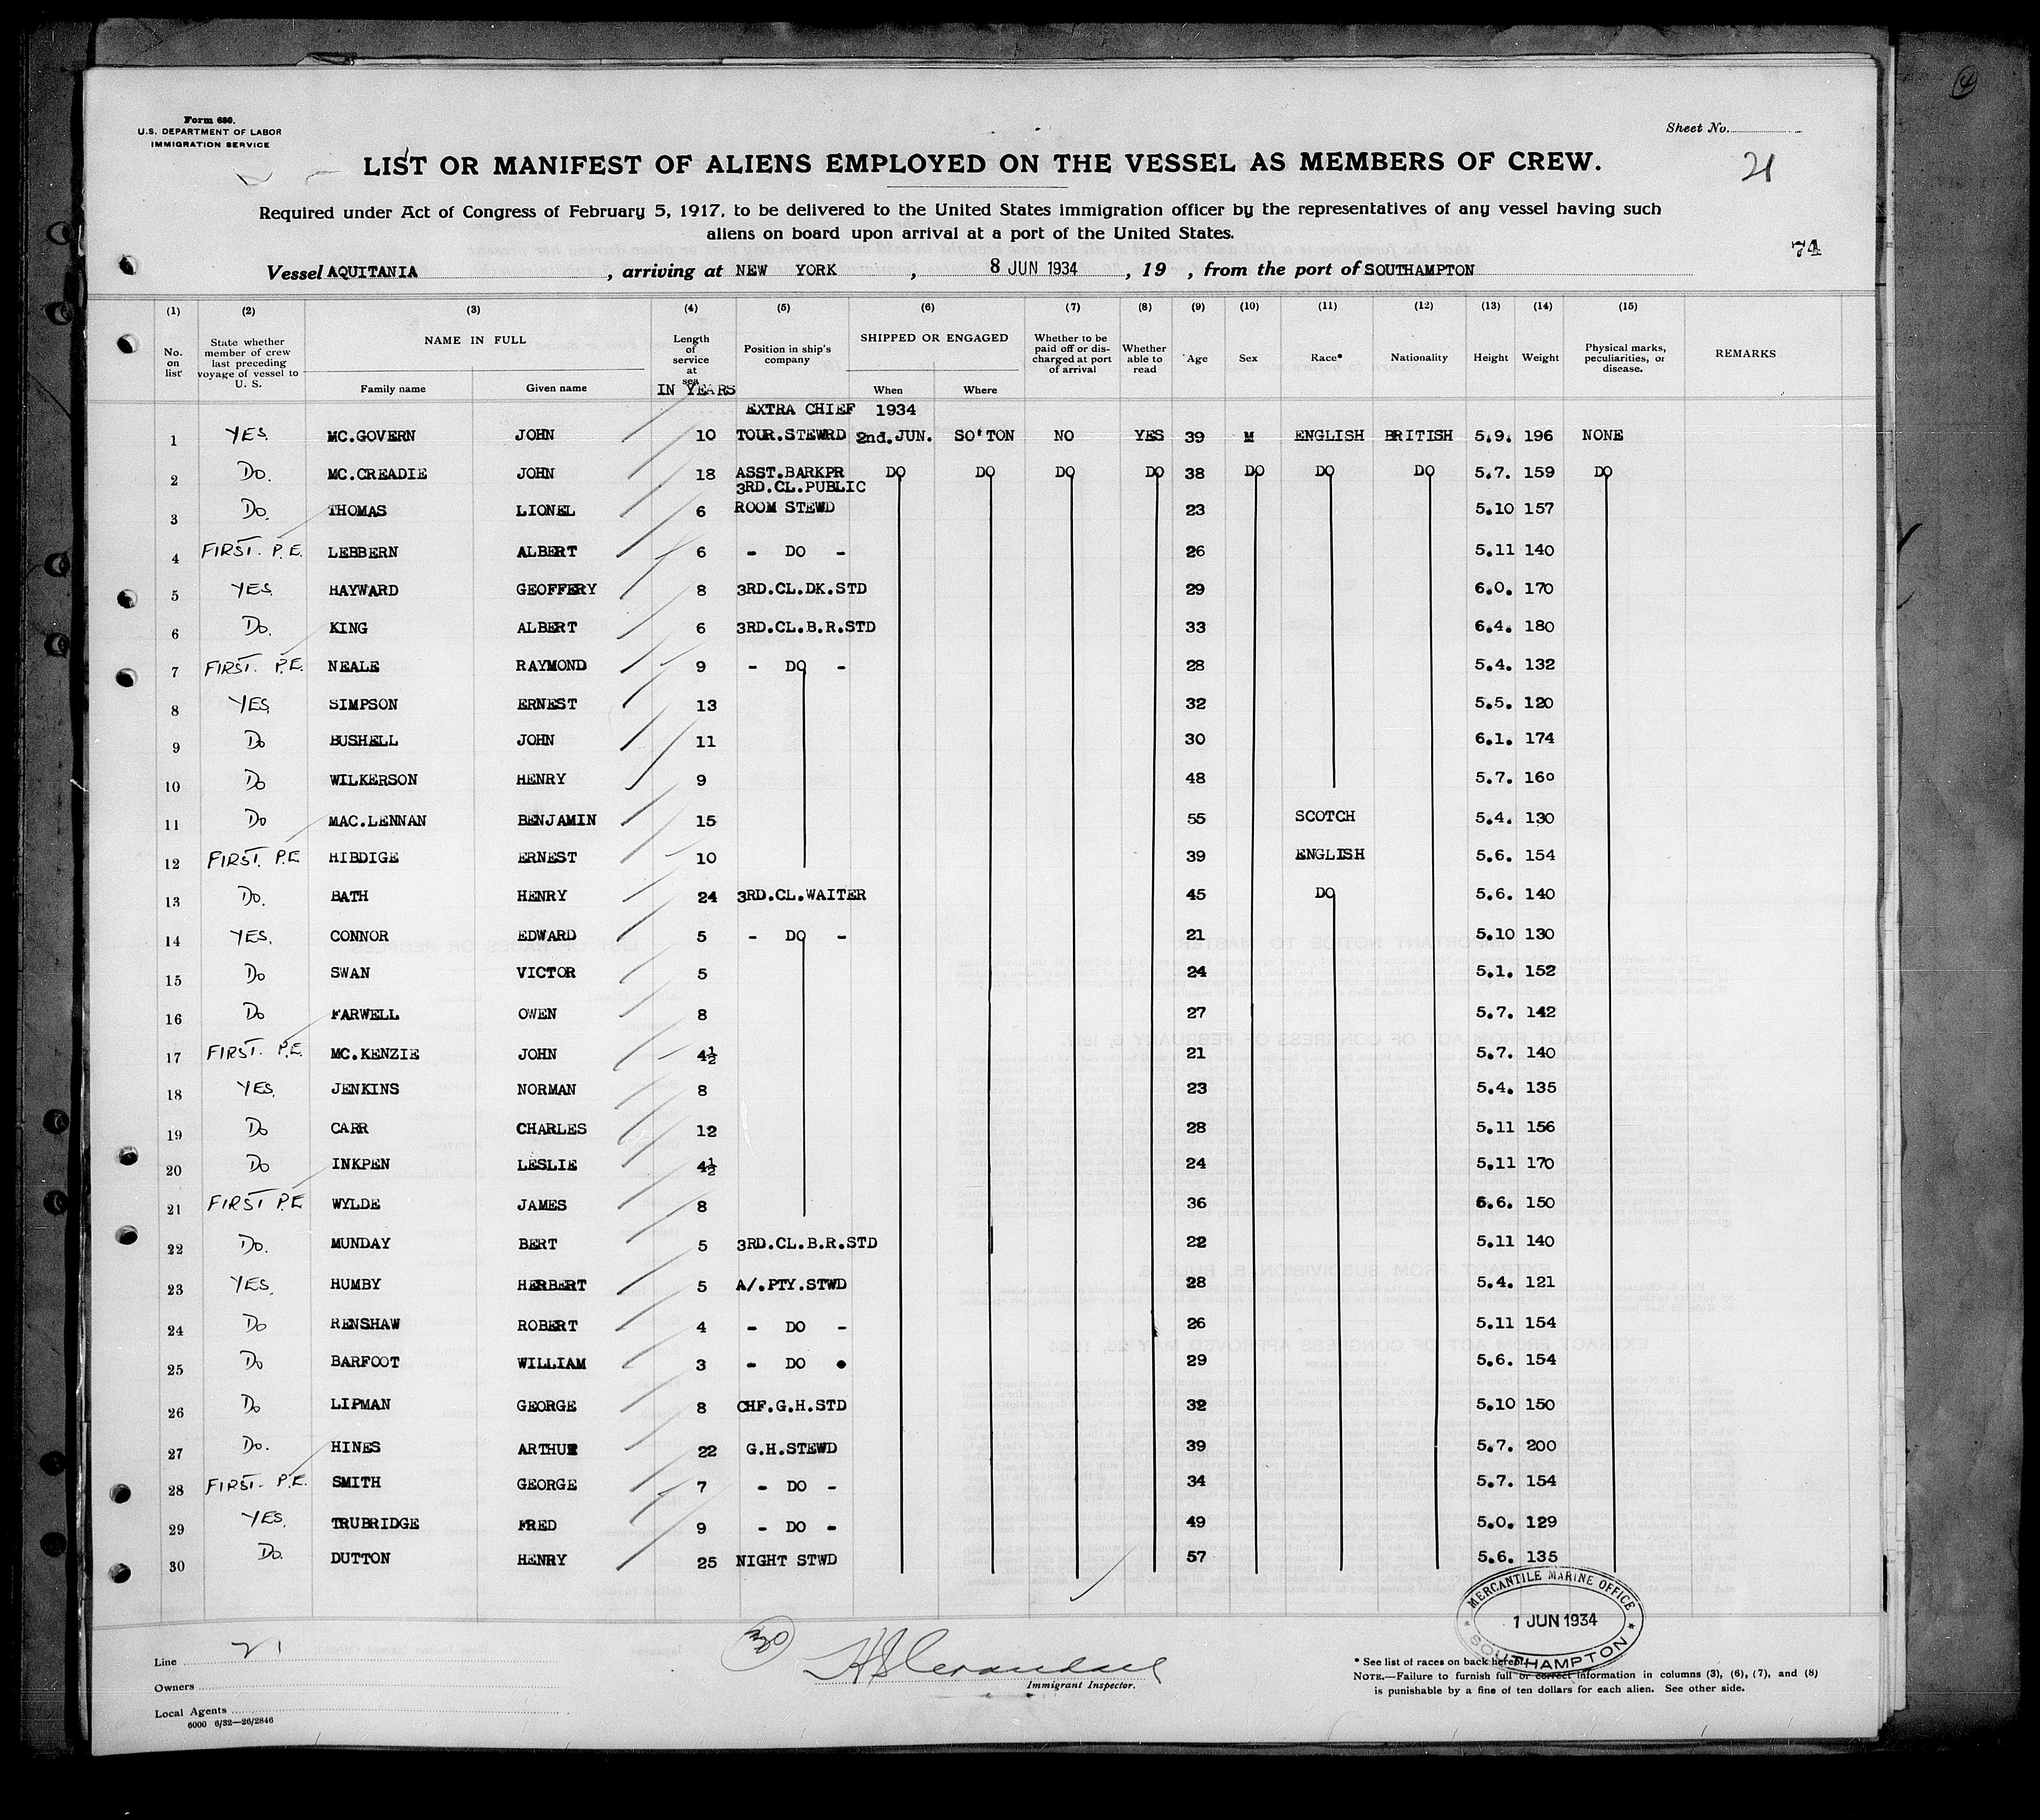 Form 680.
U.S. DEPARTMENT OF LABOR
IMMIGRATION SERVICE
Sheet No.
21
LIST OR MANIFEST OF ALIENS EMPLOYED ON THE VESSEL AS MEMBERS OF CREW.
Required under Act of Congress of February 5, 1917, to be delivered to the United States immigration officer by the representatives of any vessel having such
aliens on board upon arrival at a port of the United States.
74
Vessel AQUITANIA , arriving at NEW YORK , 8 JUN 1934 , 19 , from the port of SOUTHAMPTON
(1) (2) (3) (4) (5) (6) (7) (8) (9) (10) (11) (12) (13) (14) (15)
No. on list State whether member of crew last preceding voyage of vessel to U. S. NAME IN FULL Family name Given name Length of service at sea IN YEARS Position in ship's company SHIPPED OR ENGAGED When Where Whether to be paid off or discharged at port of arrival Whether able to read Age Sex Race* Nationality Height Weight Physical marks, peculiarities, or disease. REMARKS
EXTRA CHIEF 1934
1 YES. MC.GOVERN JOHN 10 TOUR.STEWRD 2nd.JUN. SO'TON NO YES 39 M ENGLISH BRITISH 5.9. 196 NONE
2 Do. MC.CREADIE JOHN 18 ASST.BARKPR DO DO DO DO 38 DO DO DO 5.7. 159 DO
3RD.CL.PUBLIC
3 Do. THOMAS LIONEL 6 ROOM STEWD 23 5.10 157
4 FIRST. P.E. LEBBERN ALBERT 6 - DO - 26 5.11 140
5 YES. HAYWARD GEOFFERY 8 3RD.CL.DK.STD 29 6.0. 170
6 Do. KING ALBERT 6 3RD.CL.B.R.STD 33 6.4. 180
7 FIRST. P.E. NEALE RAYMOND 9 - DO - 28 5.4. 132
8 YES. SIMPSON ERNEST 13 32 5.5. 120
9 Do BUSHELL JOHN 11 30 6.1. 174
10 Do WILKERSON HENRY 9 48 5.7. 160
11 Do MAC.LENNAN BENJAMIN 15 55 SCOTCH 5.4. 130
12 FIRST. P.E HIBDIGE ERNEST 10 39 ENGLISH 5.6. 154
13 Do. BATH HENRY 24 3RD.CL.WAITER 45 DO 5.6. 140
14 YES. CONNOR EDWARD 5 - DO - 21 5.10 130
15 Do SWAN VICTOR 5 24 5.1. 152
16 Do FARWELL OWEN 8 27 5.7. 142
17 FIRST. P.E. MC.KENZIE JOHN 4½ 21 5.7. 140
18 YES. JENKINS NORMAN 8 23 5.4. 135
19 Do CARR CHARLES 12 28 5.11 156
20 Do INKPEN LESLIE 4½ 24 5.11 170
21 FIRST P.E WYLDE JAMES 8 36 6.6. 150
22 Do. MUNDAY BERT 5 3RD.CL.B.R.STD 22 5.11 140
23 YES. HUMBY HERBERT 5 A/.PTY.STWD 28 5.4. 121
24 Do RENSHAW ROBERT 4 - DO - 26 5.11 154
25 Do BARFOOT WILLIAM 3 - DO 29 5.6. 154
26 Do LIPMAN GEORGE 8 CHF.G.H.STD 32 5.10 150
27 Do. HINES ARTHUR 22 G.H.STEWD 39 5.7. 200
28 FIRST. P.E. SMITH GEORGE 7 - DO - 34 5.7. 154
29 YES. TRUBRIDGE FRED 9 - DO - 49 5.0. 129
30 Do. DUTTON HENRY 25 NIGHT STWD 57 5.6. 135
MERCANTILE MARINE OFFICE
1 JUN 1934
SOUTHAMPTON
Line 21
30
Owners
Immigrant Inspector.
Local Agents
6000 6/32—26/2846
* See list of races on back hereof.
NOTE.—Failure to furnish full or correct information in columns (3), (6), (7), and (8)
is punishable by a fine of ten dollars for each alien. See other side.